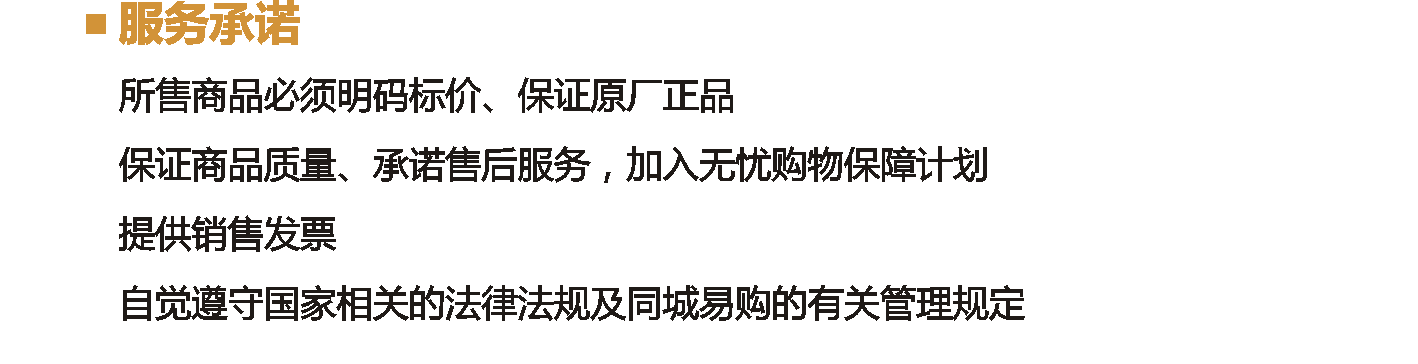 服务承诺
所售商品必须明码标价、保证原厂正品
保证商品质量、承诺售后服务，加入无忧购物保障计划
提供销售发票
自觉遵守国家相关的法律法规及同城易购的有关管理规定